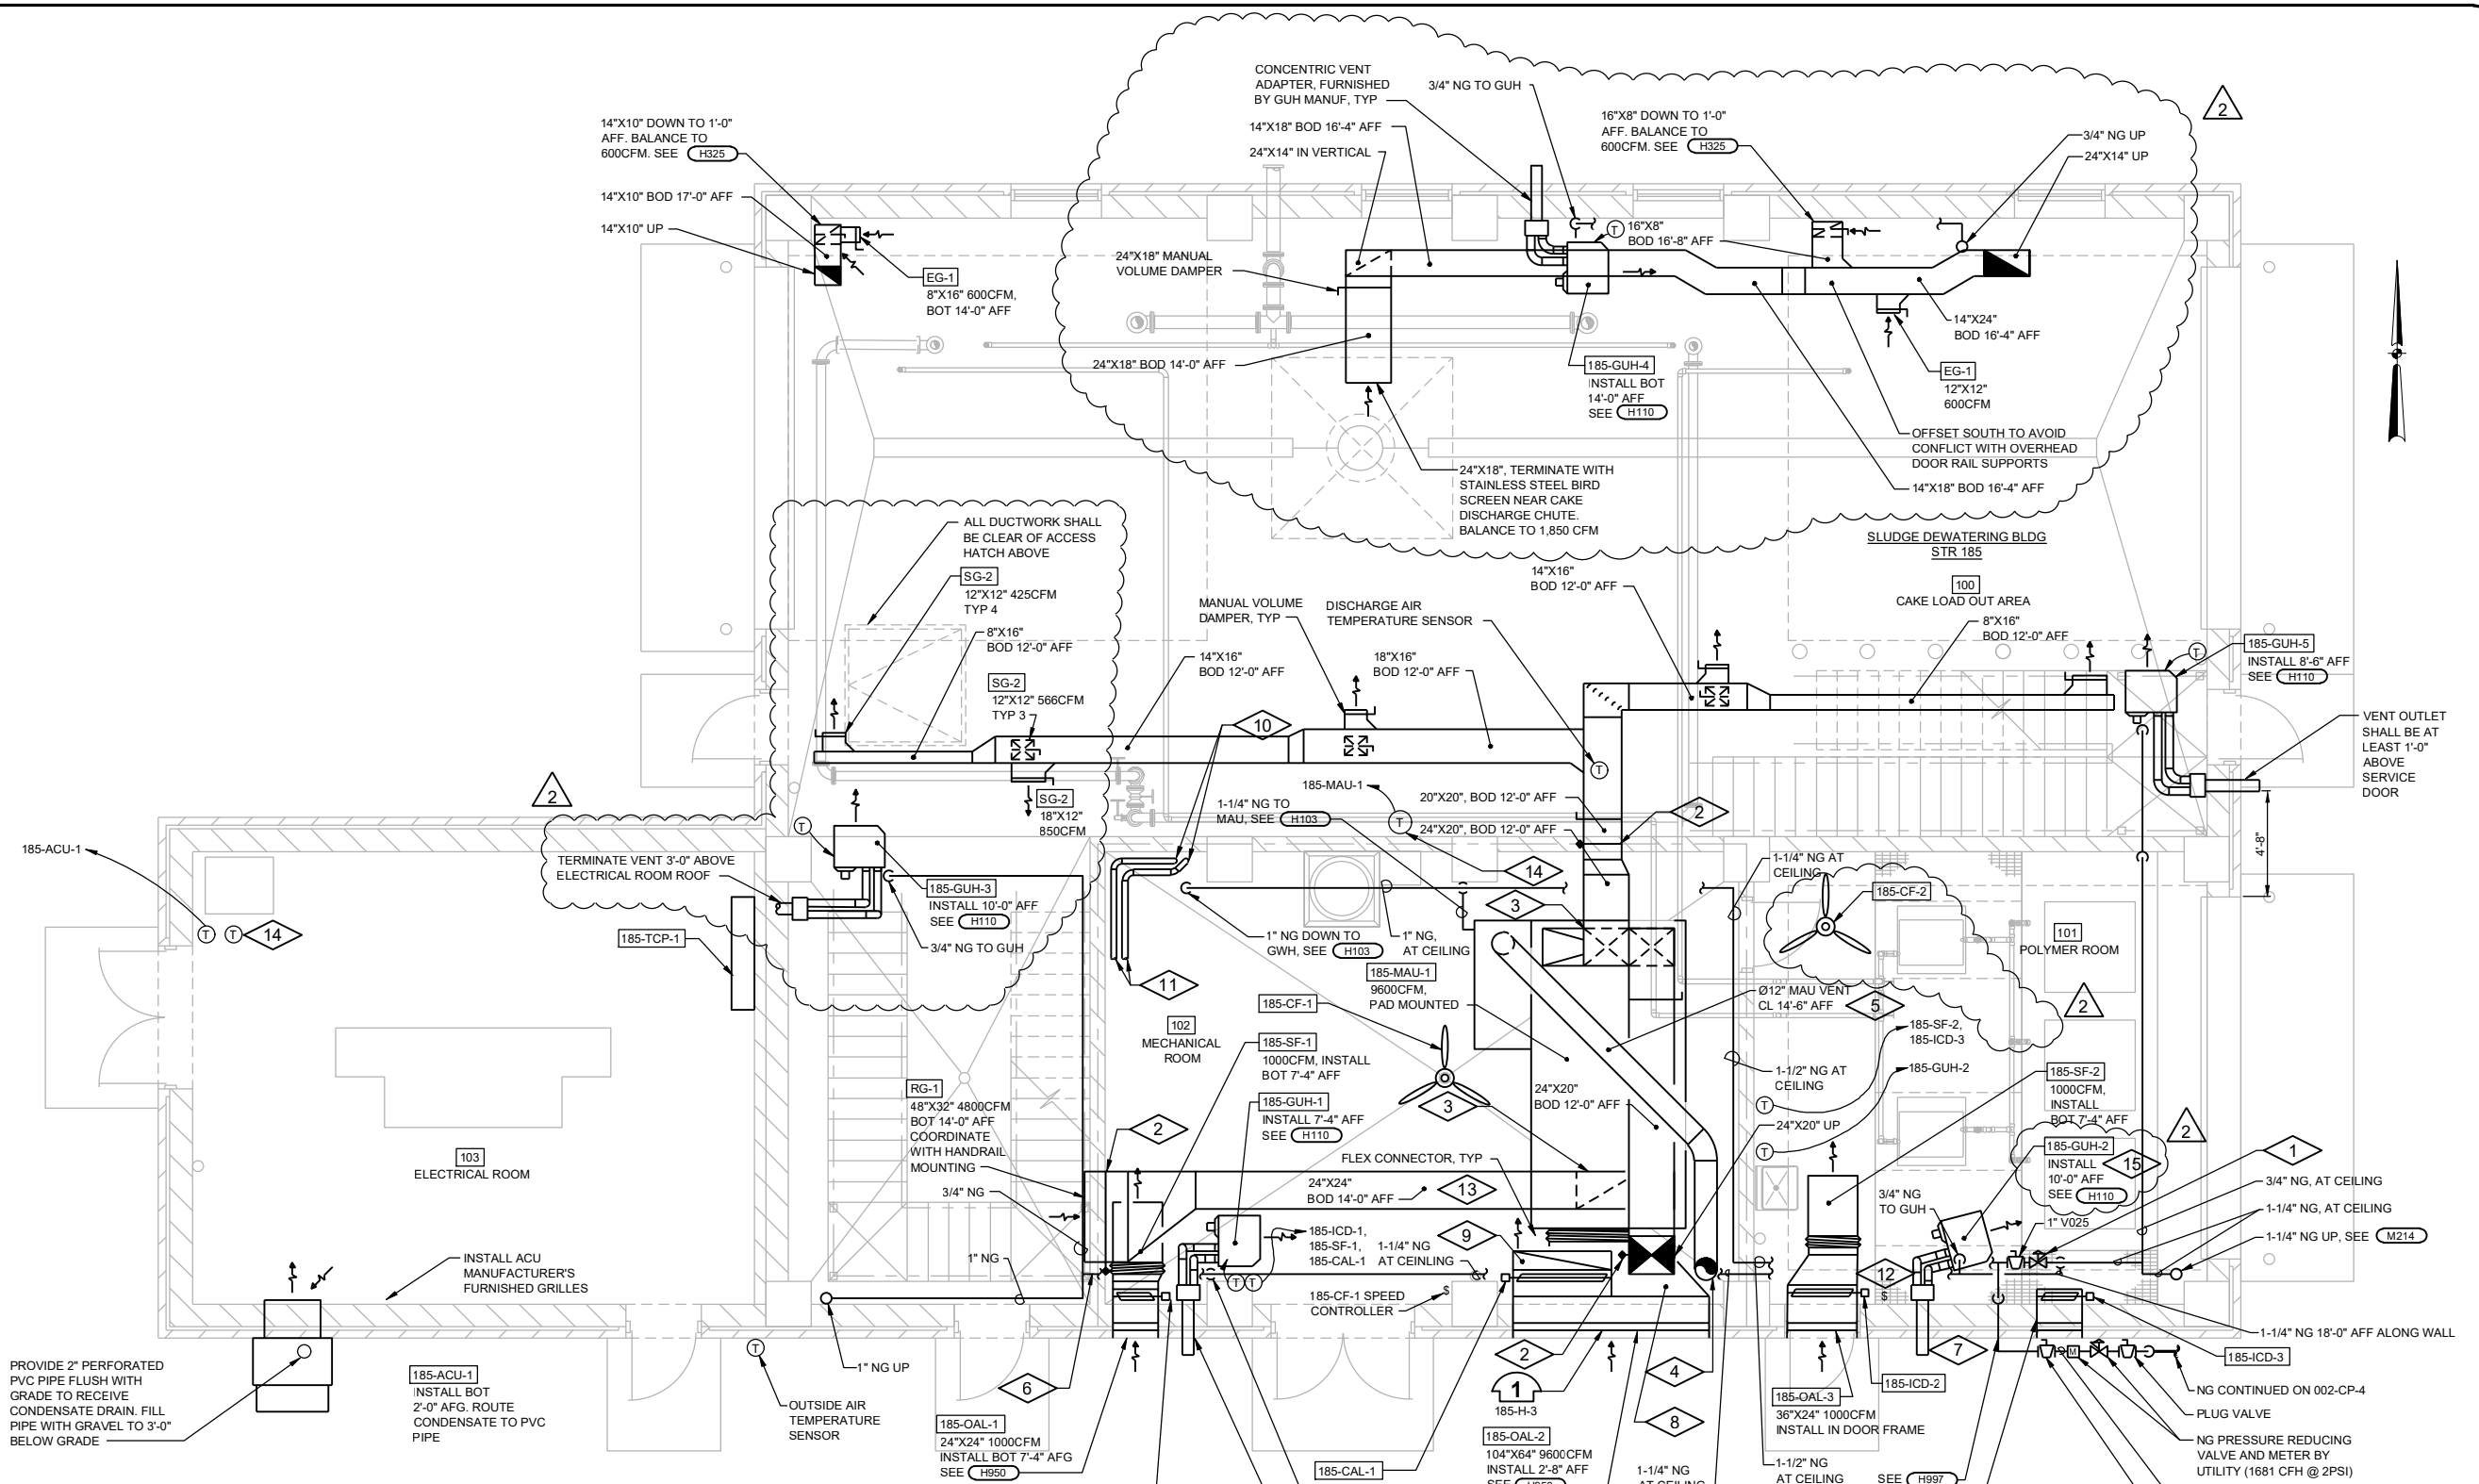 CONCENTRIC VENT
ADAPTER, FURNISHED
BY GUH MANUF, TYP
3/4" NG TO GUH
14"X18" BOD 16'-4" AFF
24"X14" IN VERTICAL
14"X10" DOWN TO 1'-0"
AFF. BALANCE TO
600CFM. SEE H325
14"X10" BOD 17'-0" AFF
14"X10" UP
EG-1
8"X16" 600CFM,
BOT 14'-0" AFF
16"X8" DOWN TO 1'-0"
AFF. BALANCE TO
600CFM. SEE H325
2
3/4" NG UP
24"X14" UP
T
16"X8"
BOD 16'-8" AFF
24"X18" MANUAL
VOLUME DAMPER
24"X18" BOD 14'-0" AFF
185-GUH-4
INSTALL BOT
14'-0" AFF
SEE H110
14"X24"
BOD 16'-4" AFF
EG-1
12"X12"
600CFM
OFFSET SOUTH TO AVOID
CONFLICT WITH OVERHEAD
DOOR RAIL SUPPORTS
14"X18" BOD 16'-4" AFF
24"X18", TERMINATE WITH
STAINLESS STEEL BIRD
SCREEN NEAR CAKE
DISCHARGE CHUTE.
BALANCE TO 1,850 CFM
SLUDGE DEWATERING BLDG
STR 185
100
CAKE LOAD OUT AREA
ALL DUCTWORK SHALL
BE CLEAR OF ACCESS
HATCH ABOVE
SG-2
12"X12" 425CFM
TYP 4
8"X16"
BOD 12'-0" AFF
SG-2
12"X12" 566CFM
TYP 3
14"X16"
BOD 12'-0" AFF
MANUAL VOLUME
DAMPER, TYP
DISCHARGE AIR
TEMPERATURE SENSOR
18"X16"
BOD 12'-0" AFF
14"X16"
BOD 12'-0" AFF
8"X16"
BOD 12'-0" AFF
T
185-GUH-5
INSTALL 8'-6" AFF
SEE H110
VENT OUTLET
SHALL BE AT
LEAST 1'-0"
ABOVE
SERVICE
DOOR
4'-8"
10
T
SG-2
18"X12"
850CFM
185-MAU-1
1-1/4" NG TO
MAU, SEE H103
T
20"X20", BOD 12'-0" AFF
24"X20", BOD 12'-0" AFF
2
14
3
2
T
TERMINATE VENT 3'-0" ABOVE
ELECTRICAL ROOM ROOF
185-GUH-3
INSTALL 10'-0" AFF
SEE H110
3/4" NG TO GUH
185-TCP-1
185-ACU-1
T
T
14
11
1" NG DOWN TO
GWH, SEE H103
1" NG,
AT CEILING
185-MAU-1
9600CFM,
PAD MOUNTED
1-1/4" NG AT
CEILING
185-CF-2
101
POLYMER ROOM
2
Ø12" MAU VENT
CL 14'-6" AFF
5
185-CF-1
102
MECHANICAL
ROOM
185-SF-1
1000CFM, INSTALL
BOT 7'-4" AFF
185-GUH-1
INSTALL 7'-4" AFF
SEE H110
RG-1
48"X32" 4800CFM
BOT 14'-0" AFF
COORDINATE
WITH HANDRAIL
MOUNTING
2
3
24"X20"
BOD 12'-0" AFF
185-SF-2,
185-ICD-3
185-GUH-2
1-1/2" NG AT
CEILING
T
24"X20" UP
T
185-SF-2
1000CFM,
INSTALL
BOT 7'-4" AFF
2
185-GUH-2
INSTALL
10'-0" AFF
SEE H110
15
1
3/4" NG, AT CEILING
1-1/4" NG, AT CEILING
1" V025
1-1/4" NG UP, SEE M214
103
ELECTRICAL ROOM
3/4" NG
FLEX CONNECTOR, TYP
24"X24"
BOD 14'-0" AFF
13
3/4" NG
TO GUH
185-ICD-1,
185-SF-1,
185-CAL-1
1-1/4" NG
AT CEINLING
9
T
T
12
$
INSTALL ACU
MANUFACTURER'S
FURNISHED GRILLES
1" NG
185-CF-1 SPEED
CONTROLLER
$
1-1/4" NG 18'-0" AFF ALONG WALL
M
185-ICD-3
NG CONTINUED ON 002-CP-4
PLUG VALVE
NG PRESSURE REDUCING
VALVE AND METER BY
UTILITY (1681 CFH @ 2PSI)
PROVIDE 2" PERFORATED
PVC PIPE FLUSH WITH
GRADE TO RECEIVE
CONDENSATE DRAIN. FILL
PIPE WITH GRAVEL TO 3'-0"
BELOW GRADE
185-ACU-1
INSTALL BOT
2'-0" AFG. ROUTE
CONDENSATE TO PVC
PIPE
T
OUTSIDE AIR
TEMPERATURE
SENSOR
1" NG UP
6
185-OAL-1
24"X24" 1000CFM
INSTALL BOT 7'-4" AFG
SEE H950
185-CAL-1
2
1
185-H-3
185-OAL-2
104"X64" 9600CFM
INSTALL 2'-8" AFF
4
8
1-1/4" NG
185-OAL-3
36"X24" 1000CFM
INSTALL IN DOOR FRAME
185-ICD-2
7
1-1/2" NG
AT CEILING
SEE H997